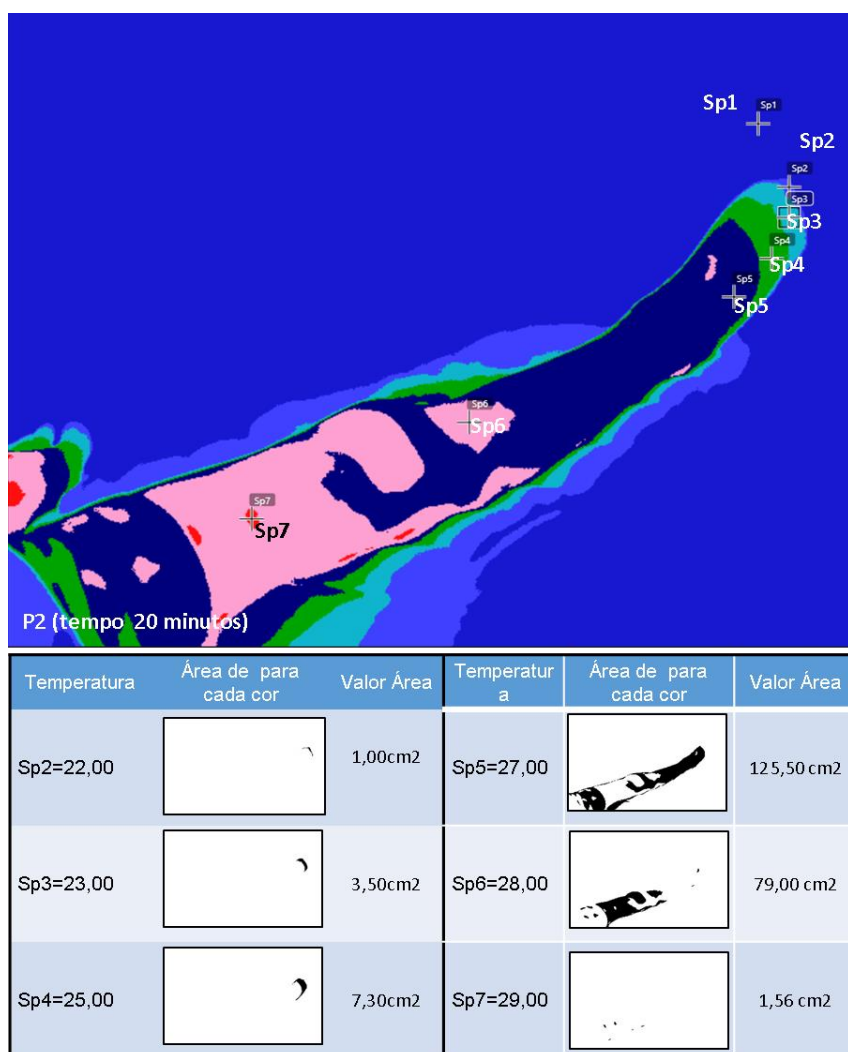 Sp1 Sp1
Sp2
Sp2
Sp3
Sp3
Sp4
Sp4
Sp5
Sp5
Sp6
Sp6
Sp7
Sp7
P2 (tempo 20 minutos)
Temperatura Área de para cada cor Valor Área Temperatur
a Área de para cada cor Valor Área
Sp2=22,00 1,00cm2 Sp5=27,00 125,50 cm2
Sp3=23,00 3,50cm2 Sp6=28,00 79,00 cm2
Sp4=25,00 7,30cm2 Sp7=29,00 1,56 cm2